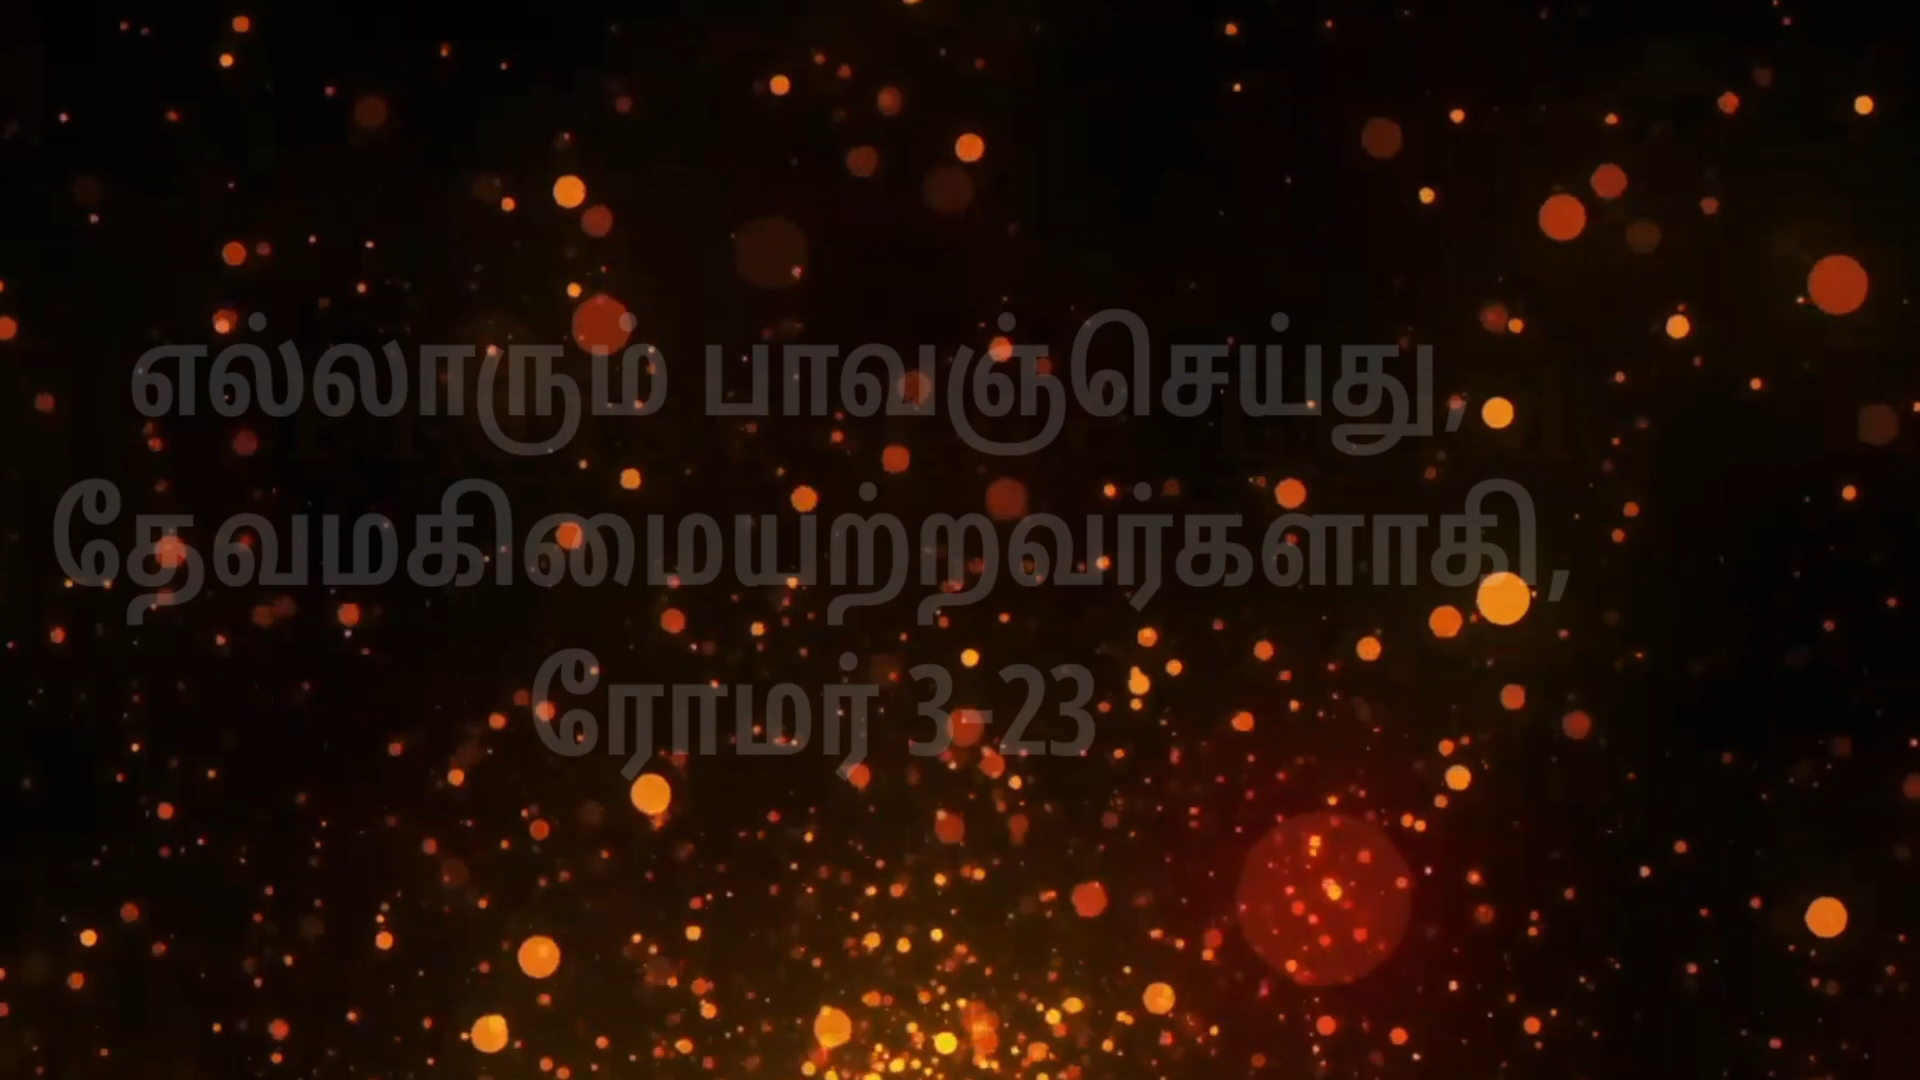 எல்லாரும் பாவஞ்செய்து,
தேவமகிமையற்றவர்களாகி,
ரோமர் 3-23